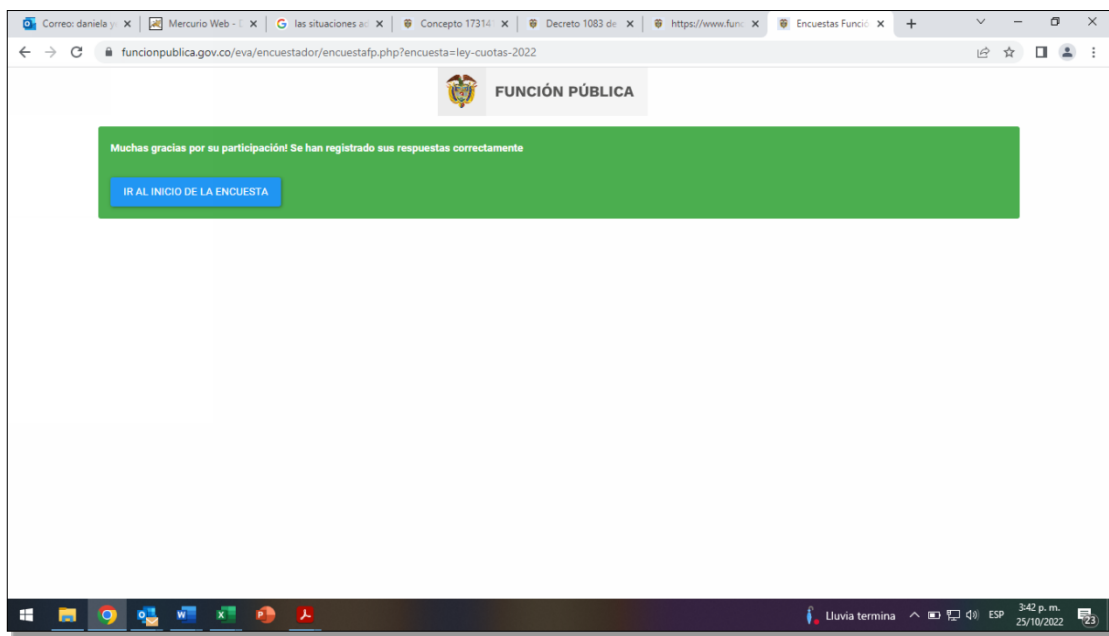 Correo: daniela y
Mercurio Web -
las situaciones ad
Concepto 17314
Decreto 1083 de
https://www.func
Encuestas Funció
funcionpublica.gov.co/eva/encuestador/encuestafp.php?encuesta=ley-cuotas-2022
FUNCIÓN PÚBLICA
Muchas gracias por su participación! Se han registrado sus respuestas correctamente
IR AL INICIO DE LA ENCUESTA
Lluvia termina
ESP
3:42 p. m.
25/10/2022
23